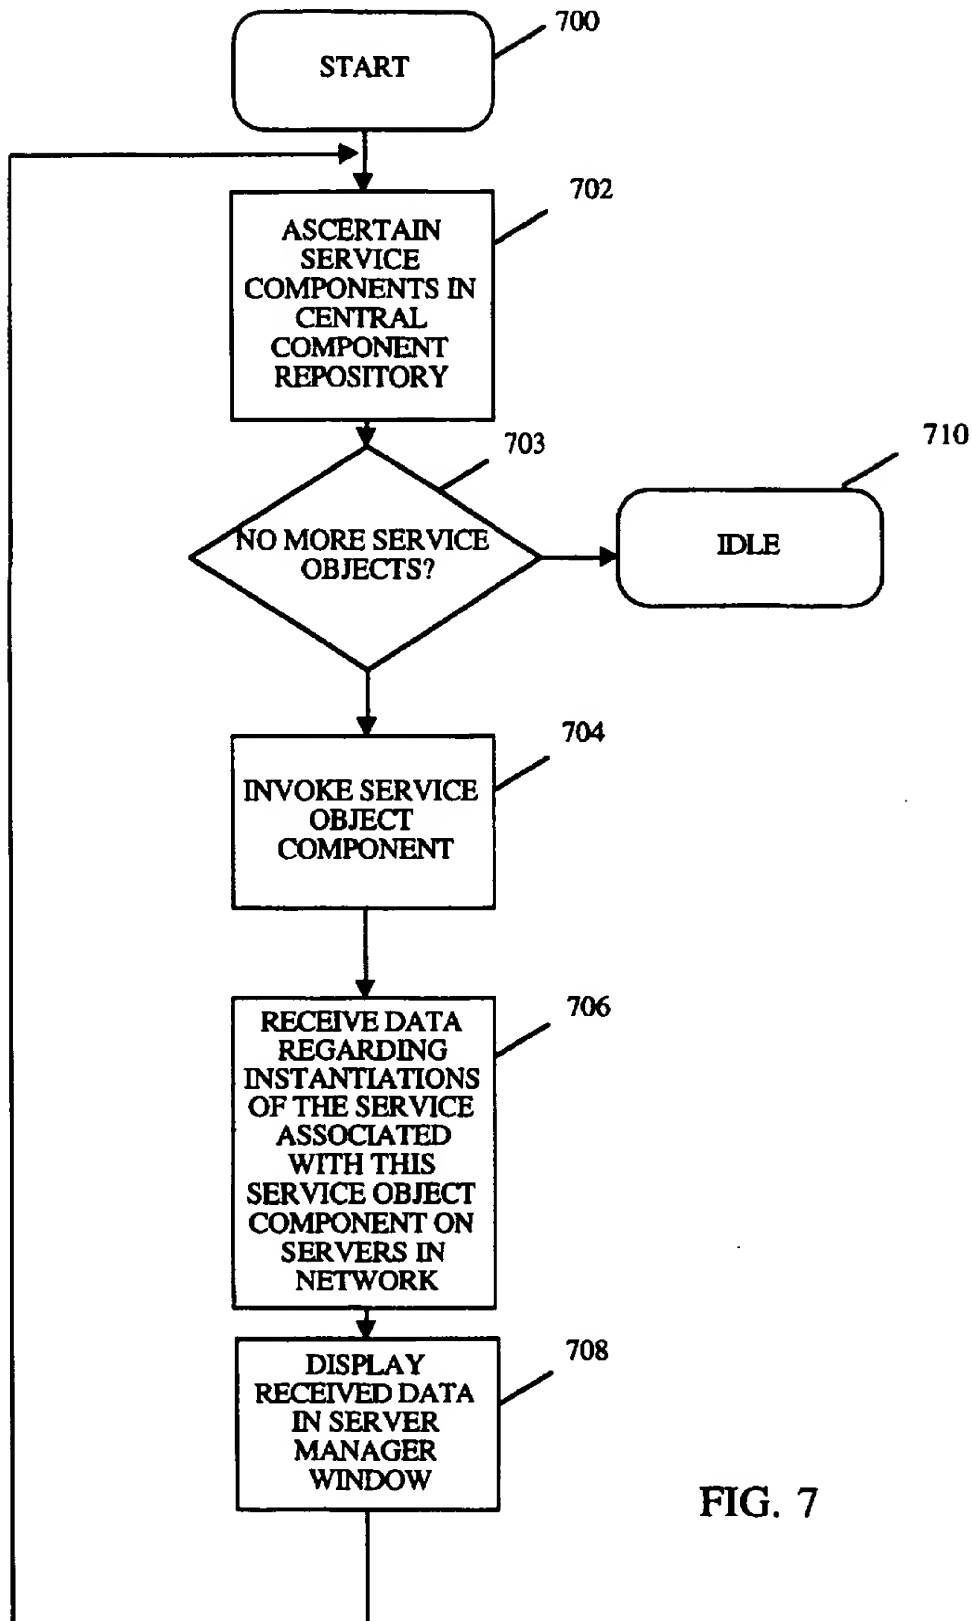 700
START
702
ASCERTAIN
SERVICE
COMPONENTS IN
CENTRAL
COMPONENT
REPOSITORY
703
710
NO MORE SERVICE
OBJECTS?
IDLE
704
INVOKE SERVICE
OBJECT
COMPONENT
706
RECEIVE DATA
REGARDING
INSTANTIATIONS
OF THE SERVICE
ASSOCIATED
WITH THIS
SERVICE OBJECT
COMPONENT ON
SERVERS IN
NETWORK
708
DISPLAY
RECEIVED DATA
IN SERVER
MANAGER
WINDOW
FIG. 7